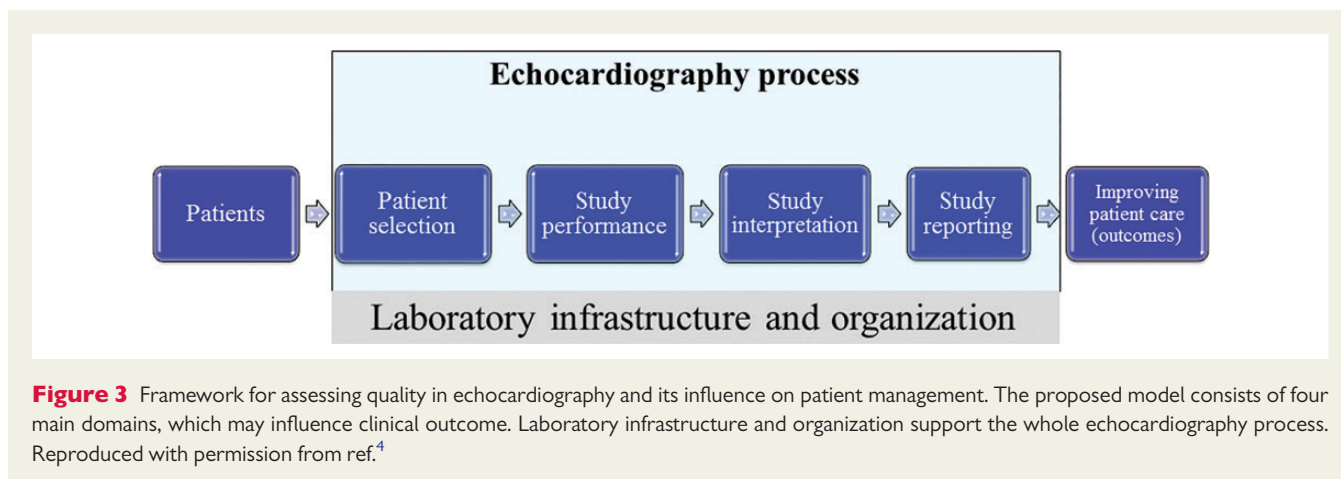 Echocardiography process
Patients
Patient
selection
Study
performance
Study
interpretation
Study
reporting
Improving
patient care
(outcomes)
Laboratory infrastructure and organization
Figure 3 Framework for assessing quality in echocardiography and its influence on patient management. The proposed model consists of four
main domains, which may influence clinical outcome. Laboratory infrastructure and organization support the whole echocardiography process.
Reproduced with permission from ref.4